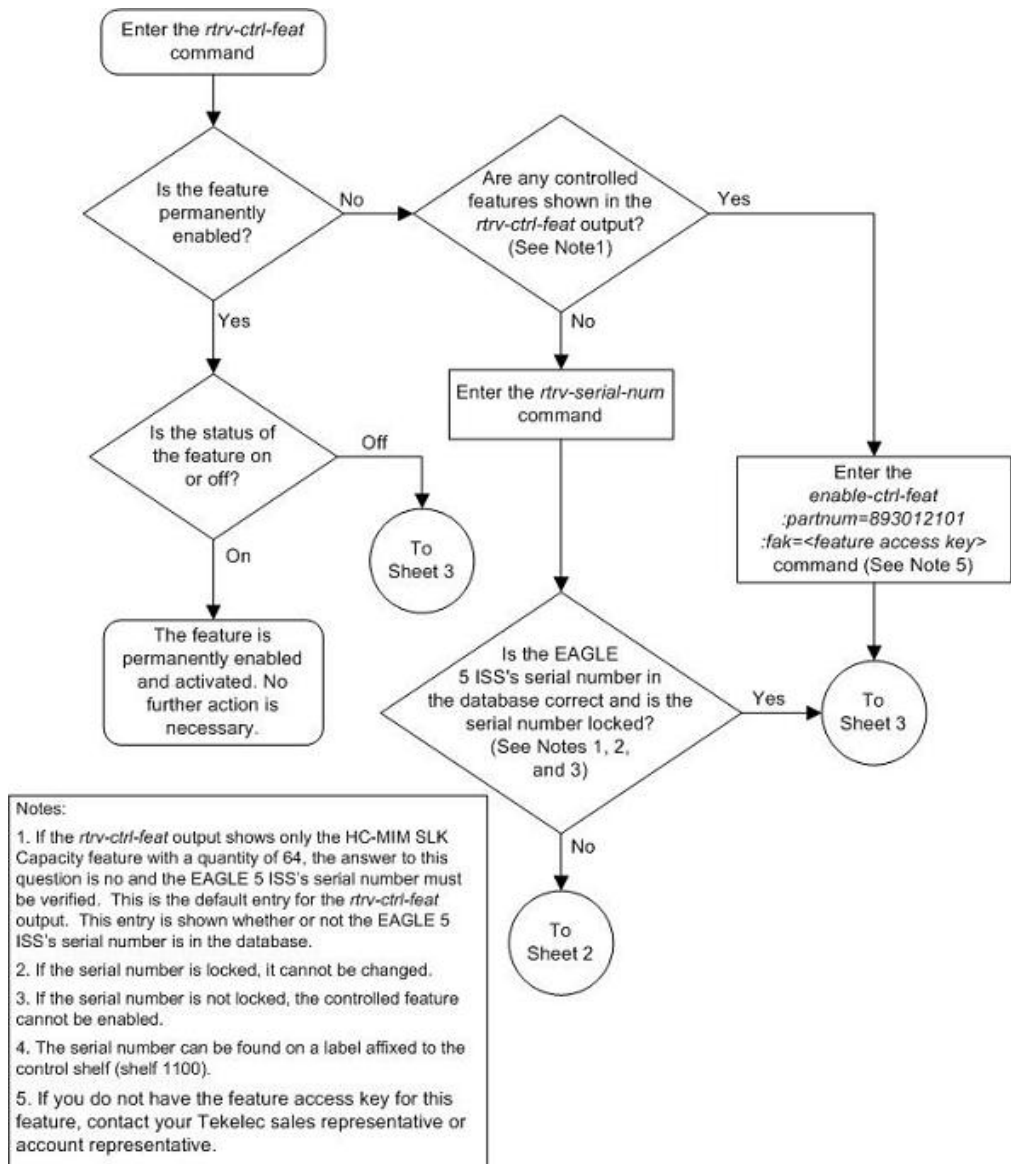 Enter the rtrv-ctrl-feat
command
Is the feature
permanently
enabled?
No
Are any controlled
features shown in the
rtrv-ctrl-feat output?
(See Note1)
Yes
Yes
No
Is the status of
the feature on
or off?
Off
Enter the rtrv-serial-num
command
Enter the
enable-ctrl-feat
:partnum=893012101
:fak=<feature access key>
command (See Note 5)
On
To
Sheet 3
The feature is
permanently enabled
and activated. No
further action is
necessary.
Is the EAGLE
5 ISS's serial number in
the database correct and is the
serial number locked?
(See Notes 1, 2,
and 3)
Yes
To
Sheet 3
No
To
Sheet 2
Notes:
1. If the rtrv-ctrl-feat output shows only the HC-MIM SLK
Capacity feature with a quantity of 64, the answer to this
question is no and the EAGLE 5 ISS's serial number must
be verified. This is the default entry for the rtrv-ctrl-feat
output. This entry is shown whether or not the EAGLE 5
ISS's serial number is in the database.
2. If the serial number is locked, it cannot be changed.
3. If the serial number is not locked, the controlled feature
cannot be enabled.
4. The serial number can be found on a label affixed to the
control shelf (shelf 1100).
5. If you do not have the feature access key for this
feature, contact your Tekelec sales representative or
account representative.